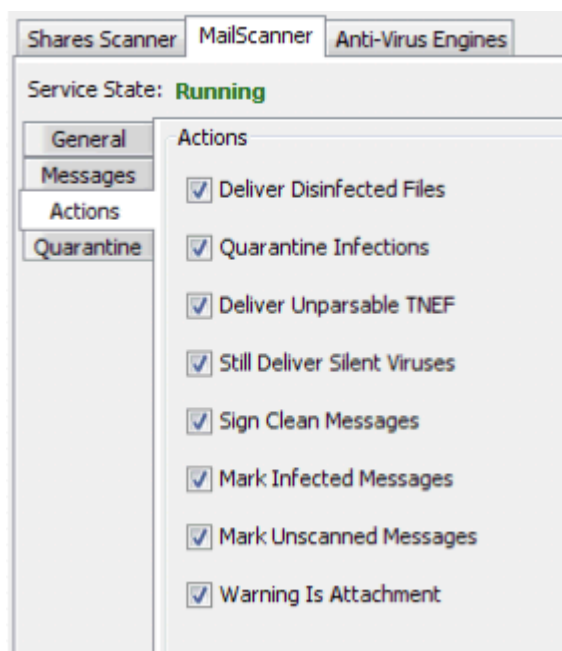 Shares Scanner MailScanner Anti-Virus Engines
Service State: Running
General
Messages
Actions
Quarantine
Actions
Deliver Disinfected Files
Quarantine Infections
Deliver Unparsable TNEF
Still Deliver Silent Viruses
Sign Clean Messages
Mark Infected Messages
Mark Unscanned Messages
Warning Is Attachment